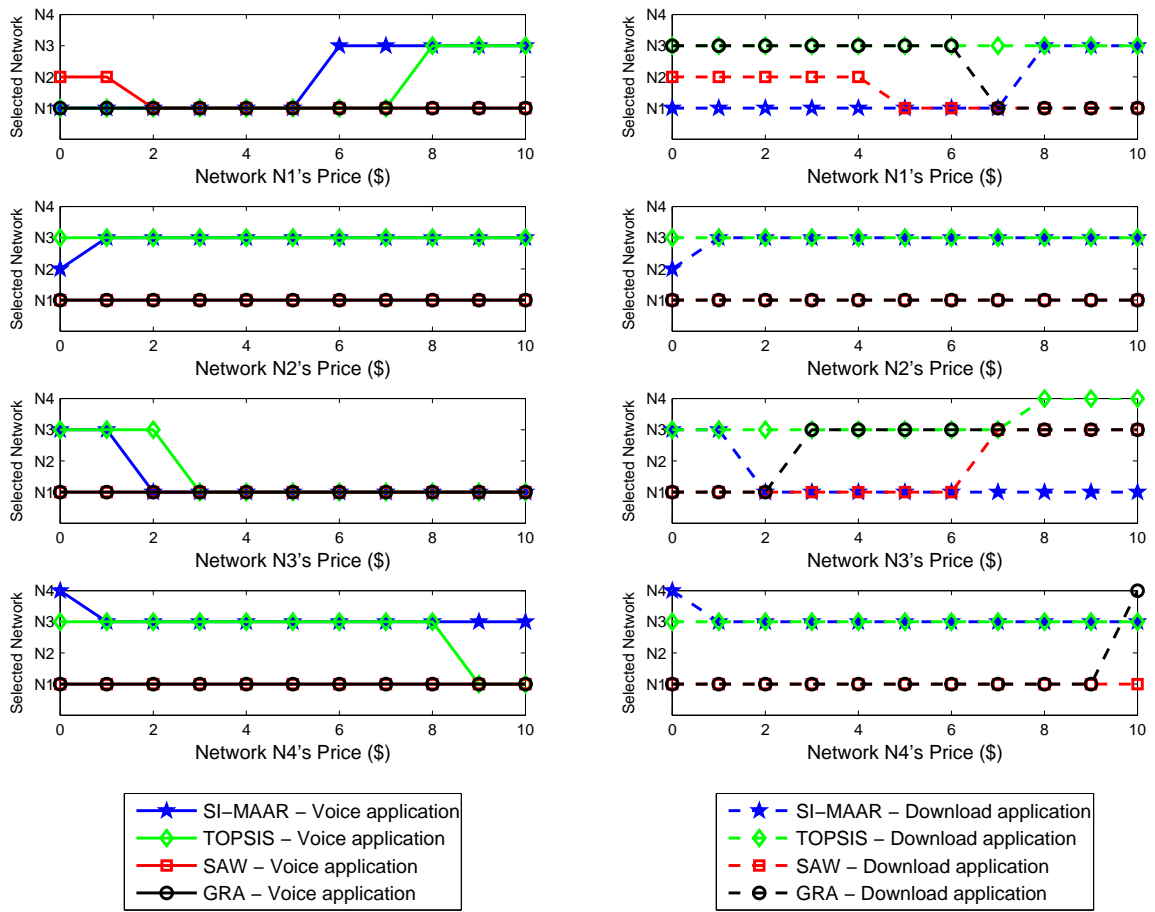 N4
N3
N2
N1
Selected Network
0 2 4 6 8 10
Network N1's Price ($)
N4
N3
N2
N1
Selected Network
0 2 4 6 8 10
Network N1's Price ($)
N4
N3
N2
N1
Selected Network
0 2 4 6 8 10
Network N2's Price ($)
N4
N3
N2
N1
Selected Network
0 2 4 6 8 10
Network N2's Price ($)
N4
N3
N2
N1
Selected Network
0 2 4 6 8 10
Network N3's Price ($)
N4
N3
N2
N1
Selected Network
0 2 4 6 8 10
Network N3's Price ($)
N4
N3
N2
N1
Selected Network
0 2 4 6 8 10
Network N4's Price ($)
N4
N3
N2
N1
Selected Network
0 2 4 6 8 10
Network N4's Price ($)
SI−MAAR − Voice application
TOPSIS − Voice application
SAW − Voice application
GRA − Voice application
SI−MAAR − Download application
TOPSIS − Download application
SAW − Download application
GRA − Download application